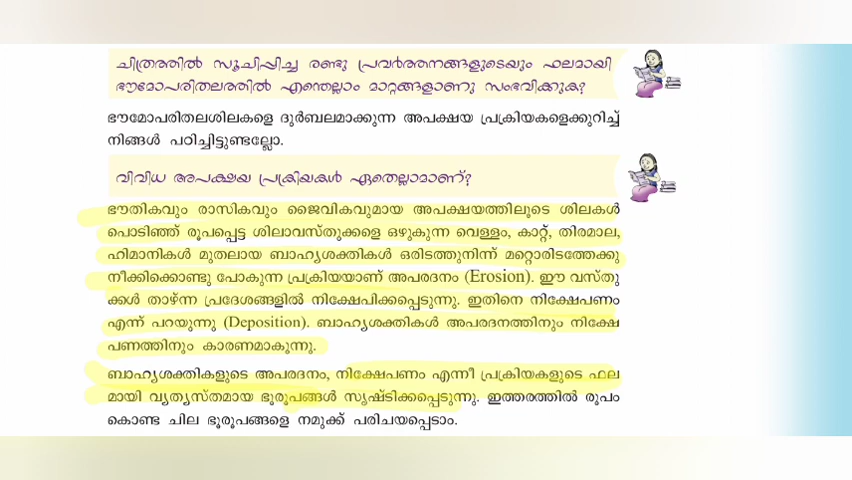 ചിത്രത്തിൽ സൂചിപ്പിച്ച രണ്ടു പ്രവർത്തനങ്ങളുടെയും ഫലമായി
ഭൗമോപരിതലത്തിൽ എന്തെല്ലാം മാറ്റങ്ങളാണു സംഭവിക്കുക?
ഭൗമോപരിതലശിലകളെ ദുർബലമാക്കുന്ന അപക്ഷയ പ്രക്രിയകളെക്കുറിച്ച്
നിങ്ങൾ പഠിച്ചിട്ടുണ്ടല്ലോ.
വിവിധ അപക്ഷയ പ്രക്രിയകൾ ഏതെല്ലാമാണ്?
ഭൗതികവും രാസികവും ജൈവികവുമായ അപക്ഷയത്തിലൂടെ ശിലകൾ
പൊടിഞ്ഞ് രൂപപ്പെട്ട ശിലാവസ്തുക്കളെ ഒഴുകുന്ന വെള്ളം, കാറ്റ്, തിരമാല,
ഹിമാനികൾ മുതലായ ബാഹ്യശക്തികൾ ഒരിടത്തുനിന്ന് മറ്റൊരിടത്തേക്കു
നീക്കിക്കൊണ്ടു പോകുന്ന പ്രക്രിയയാണ് അപരദനം (Erosion). ഈ വസ്തു
ക്കൾ താഴ്ന്ന പ്രദേശങ്ങളിൽ നിക്ഷേപിക്കപ്പെടുന്നു. ഇതിനെ നിക്ഷേപണം
എന്ന് പറയുന്നു (Deposition). ബാഹ്യശക്തികൾ അപരദനത്തിനും നിക്ഷേ
പണത്തിനും കാരണമാകുന്നു.
ബാഹ്യശക്തികളുടെ അപരദനം, നിക്ഷേപണം എന്നീ പ്രക്രിയകളുടെ ഫല
മായി വ്യത്യസ്തമായ ഭൂരൂപങ്ങൾ സൃഷ്ടിക്കപ്പെടുന്നു. ഇത്തരത്തിൽ രൂപം
കൊണ്ട ചില ഭൂരൂപങ്ങളെ നമുക്ക് പരിചയപ്പെടാം.